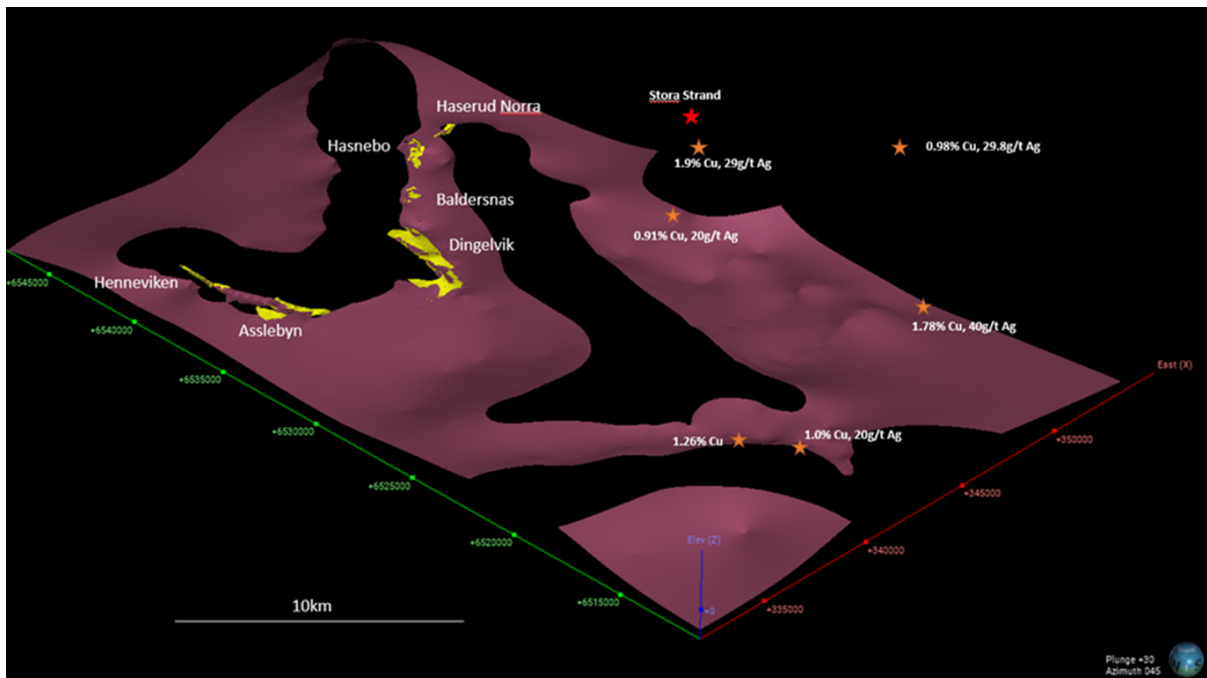 Stora Strand
Haserud Norra
Hasnebo
1.9% Cu, 29g/t Ag
0.98% Cu, 29.8g/t Ag
Baldersnas
0.91% Cu, 20g/t Ag
Dingelvik
Henneviken
+6545000
Asslebyn
+6540000
1.78% Cu, 40g/t Ag
East (X)
+6535000
+350000
+6530000
1.26% Cu
1.0% Cu, 20g/t Ag
+6525000
+345000
+6520000
Elev (Z)
+340000
+6515000
+0
+335000
10km
Plunge +30
Azimuth 045